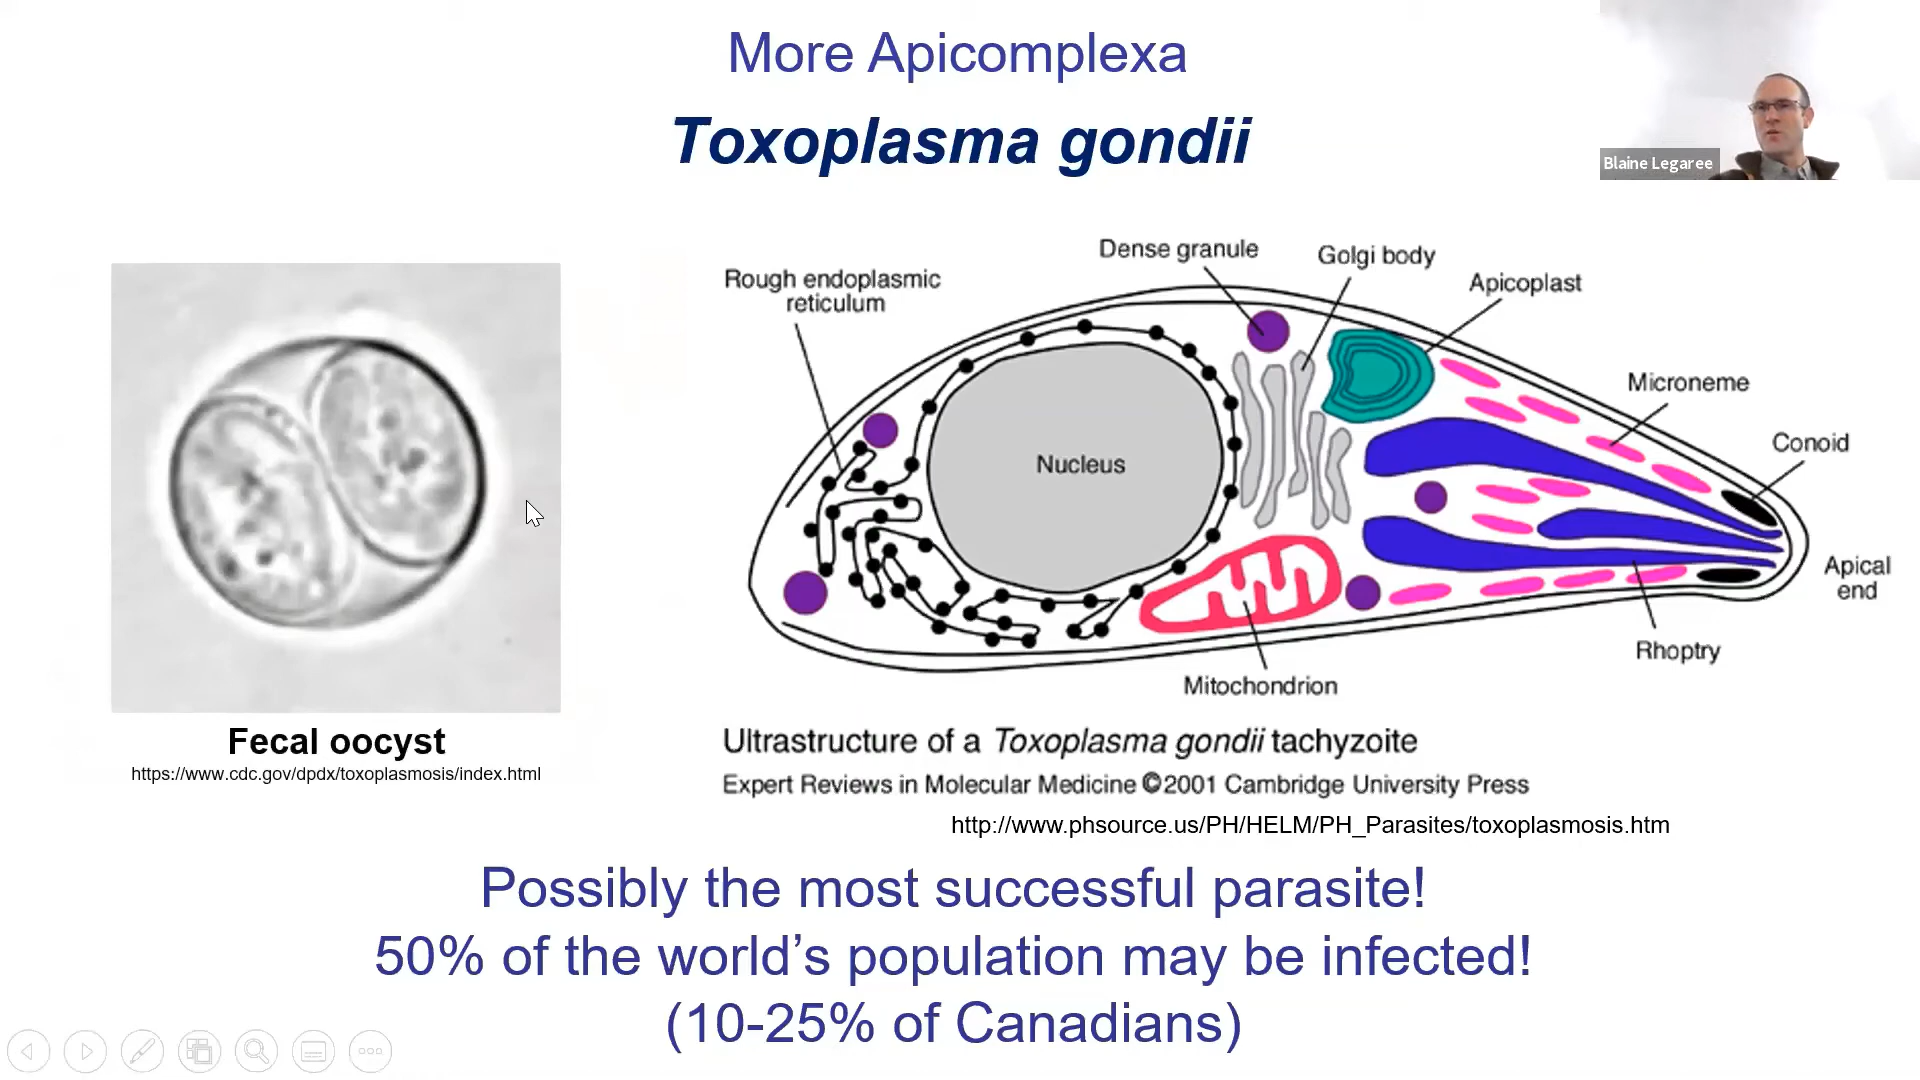 More Apicomplexa
Toxoplasma gondii
Blaine Legaree
Dense granule
Golgi body
Rough endoplasmic
reticulum
Apicoplast
Microneme
Conoid
Nucleus
Apical
end
Rhoptry
Mitochondrion
Fecal oocyst
https://www.cdc.gov/dpdx/toxoplasmosis/index.html
Ultrastructure of a Toxoplasma gondii tachyzoite
Expert Reviews in Molecular Medicine ©2001 Cambridge University Press
http://www.phsource.us/PH/HELM/PH_Parasites/toxoplasmosis.htm
Possibly the most successful parasite!
50% of the world’s population may be infected!
(10-25% of Canadians)